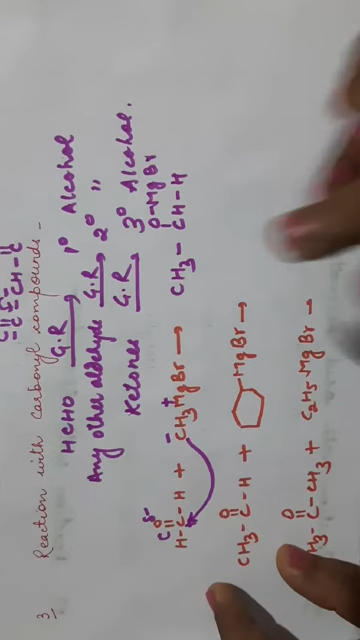 3 Reaction with Carbonyl compounds -
HCHO G.R → 1° Alcohol
Any other aldehyde G.R → 2° "
Ketones G.R → 3° Alcohol.
O-MgBr
H-C-H + CH3MgBr → CH3 - CH-H
CH3-C-H + MgBr →
CH3 + C2H5-MgBr →